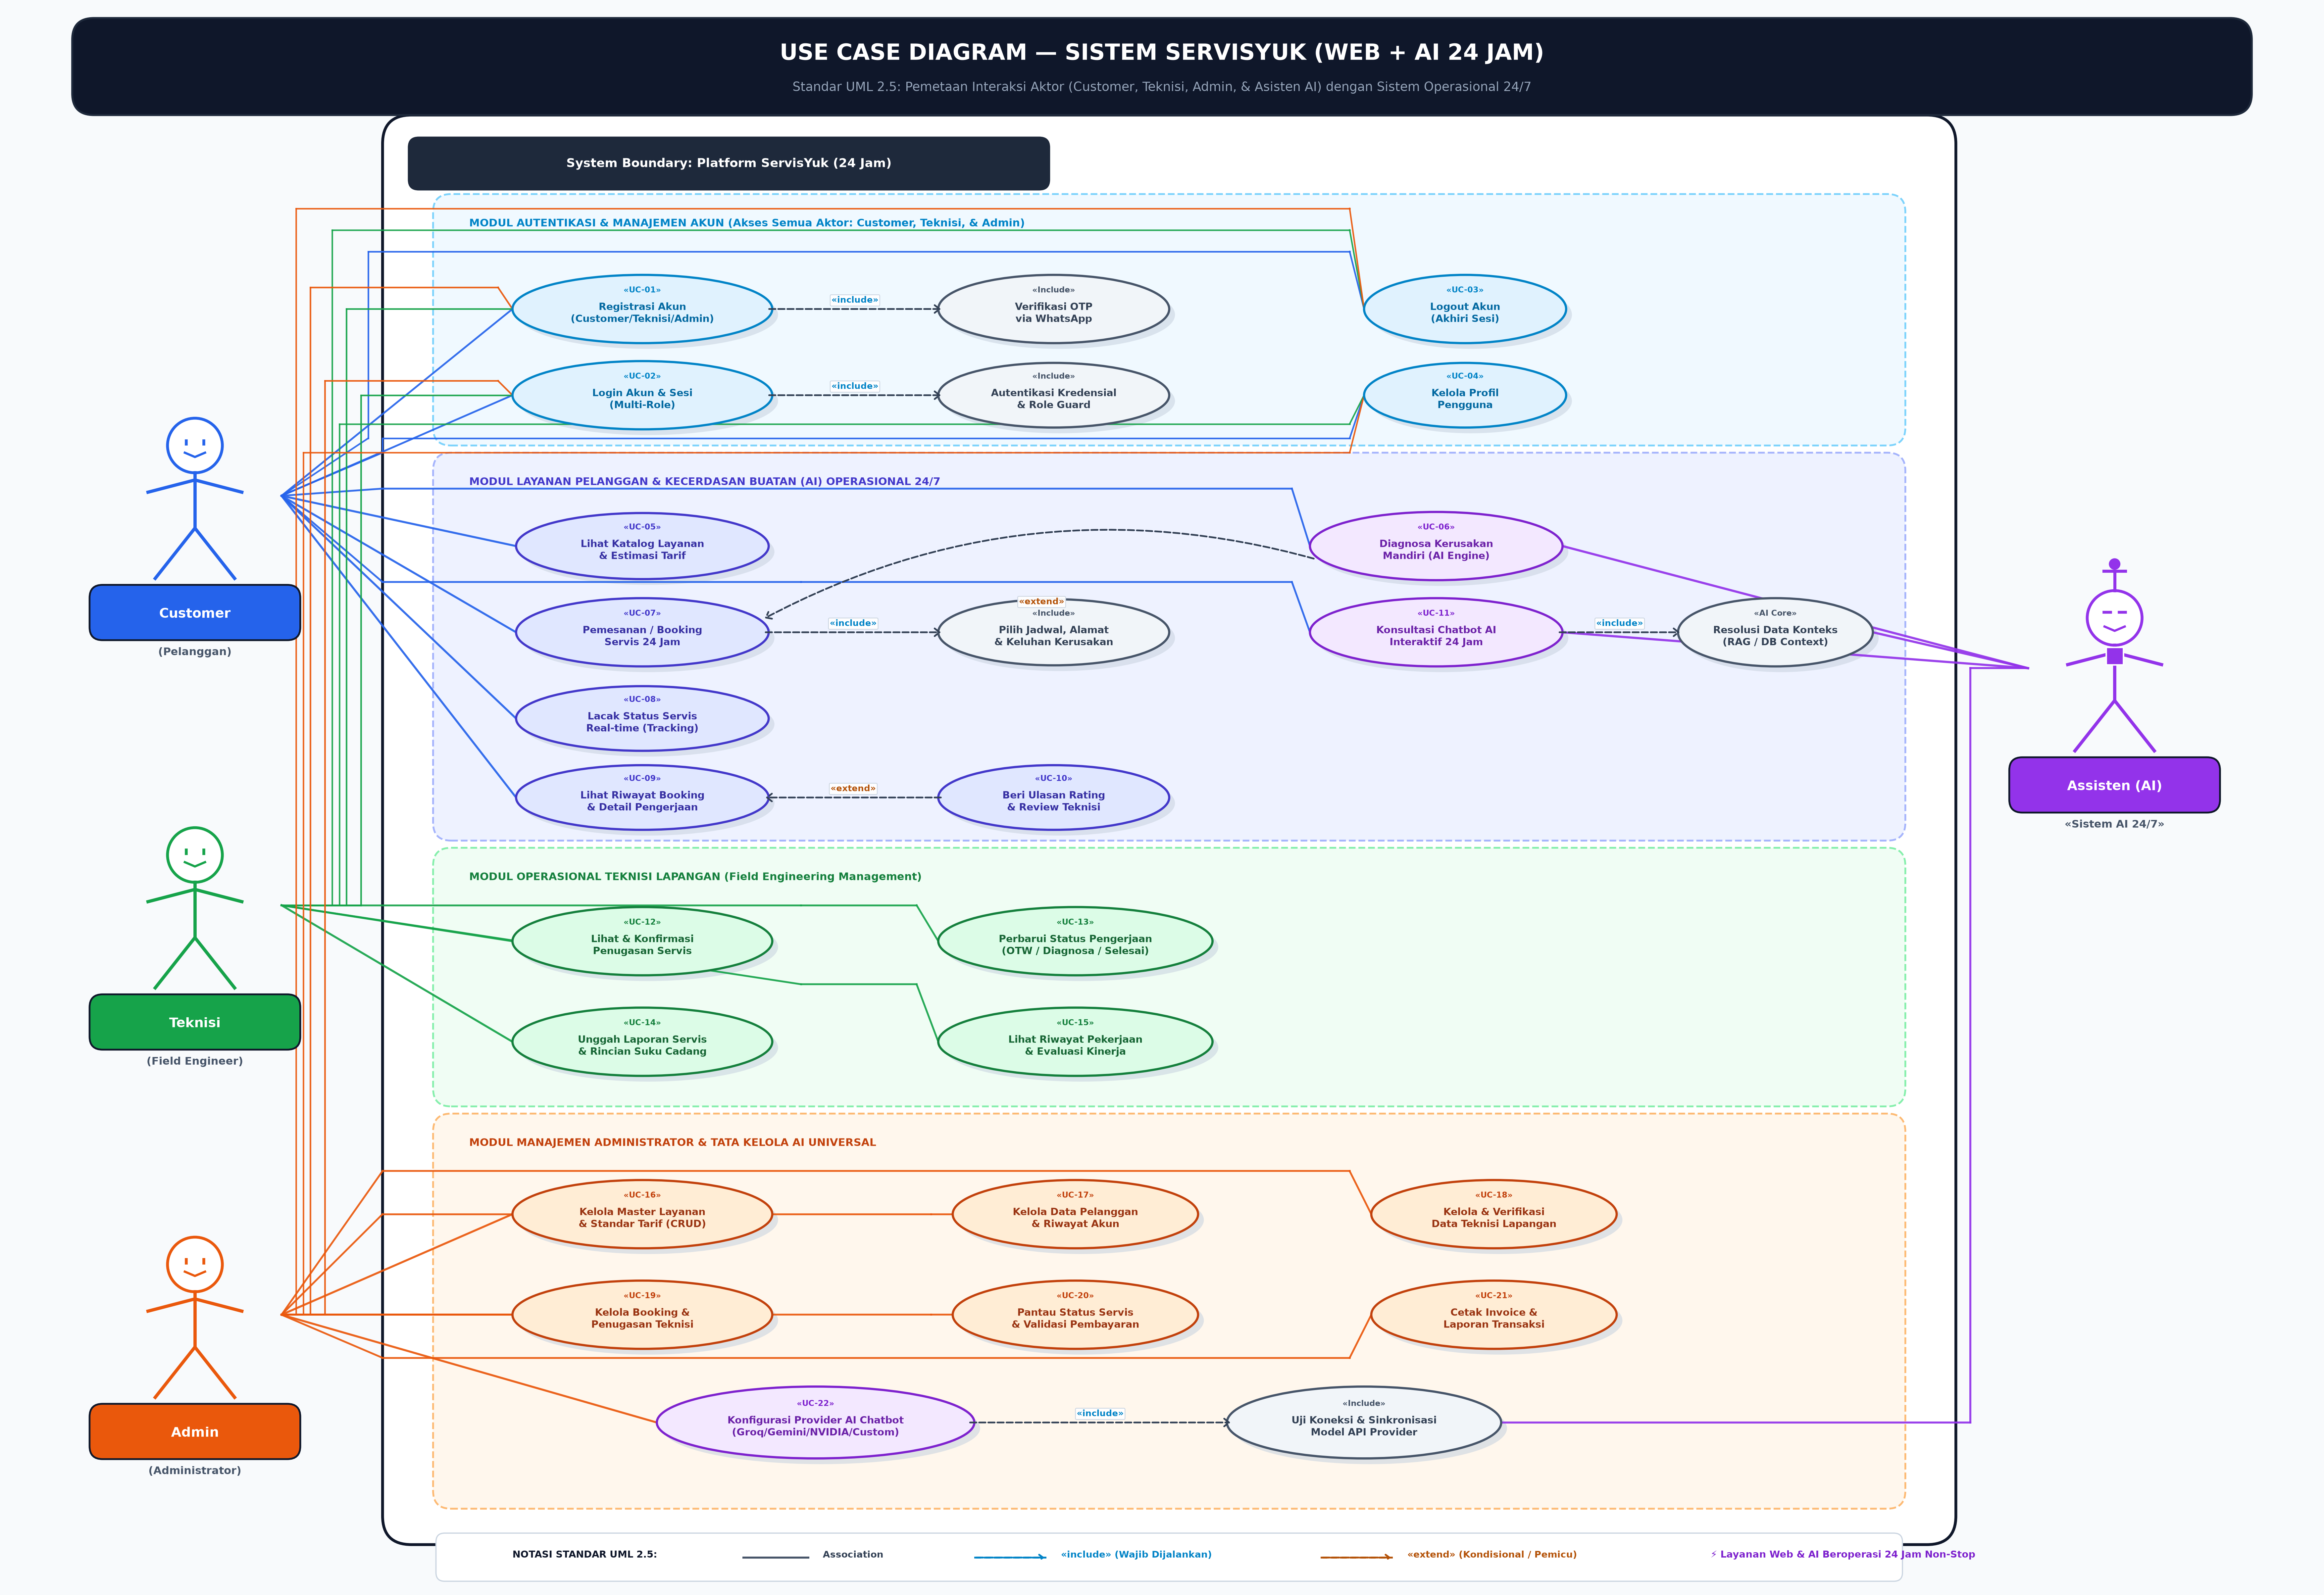 USE CASE DIAGRAM — SISTEM SERVISYUK (WEB + AI 24 JAM)
Standar UML 2.5: Pemetaan Interaksi Aktor (Customer, Teknisi, Admin, & Asisten AI) dengan Sistem Operasional 24/7
System Boundary: Platform ServisYuk (24 Jam)
MODUL AUTENTIKASI & MANAJEMEN AKUN (Akses Semua Aktor: Customer, Teknisi, & Admin)
«UC-01»
Registrasi Akun
(Customer/Teknisi/Admin)
«include»
«Include»
Verifikasi OTP
via WhatsApp
«UC-03»
Logout Akun
(Akhiri Sesi)
«UC-02»
Login Akun & Sesi
(Multi-Role)
«include»
«Include»
Autentikasi Kredensial
& Role Guard
«UC-04»
Kelola Profil
Pengguna
Customer
(Pelanggan)
MODUL LAYANAN PELANGGAN & KECERDASAN BUATAN (AI) OPERASIONAL 24/7
«UC-05»
Lihat Katalog Layanan
& Estimasi Tarif
«UC-06»
Diagnosa Kerusakan
Mandiri (AI Engine)
«UC-07»
Pemesanan / Booking
Servis 24 Jam
«include»
«extend»
«Include»
Pilih Jadwal, Alamat
& Keluhan Kerusakan
«UC-11»
Konsultasi Chatbot AI
Interaktif 24 Jam
«include»
«AI Core»
Resolusi Data Konteks
(RAG / DB Context)
«UC-08»
Lacak Status Servis
Real-time (Tracking)
«UC-09»
Lihat Riwayat Booking
& Detail Pengerjaan
«extend»
«UC-10»
Beri Ulasan Rating
& Review Teknisi
Assisten (AI)
«Sistem AI 24/7»
MODUL OPERASIONAL TEKNISI LAPANGAN (Field Engineering Management)
«UC-12»
Lihat & Konfirmasi
Penugasan Servis
«UC-13»
Perbarui Status Pengerjaan
(OTW / Diagnosa / Selesai)
Teknisi
(Field Engineer)
«UC-14»
Unggah Laporan Servis
& Rincian Suku Cadang
«UC-15»
Lihat Riwayat Pekerjaan
& Evaluasi Kinerja
MODUL MANAJEMEN ADMINISTRATOR & TATA KELOLA AI UNIVERSAL
«UC-16»
Kelola Master Layanan
& Standar Tarif (CRUD)
«UC-17»
Kelola Data Pelanggan
& Riwayat Akun
«UC-18»
Kelola & Verifikasi
Data Teknisi Lapangan
«UC-19»
Kelola Booking &
Penugasan Teknisi
«UC-20»
Pantau Status Servis
& Validasi Pembayaran
«UC-21»
Cetak Invoice &
Laporan Transaksi
Admin
(Administrator)
«UC-22»
Konfigurasi Provider AI Chatbot
(Groq/Gemini/NVIDIA/Custom)
«include»
«Include»
Uji Koneksi & Sinkronisasi
Model API Provider
NOTASI STANDAR UML 2.5:
Association
«include» (Wajib Dijalankan)
«extend» (Kondisional / Pemicu)
⚡ Layanan Web & AI Beroperasi 24 Jam Non-Stop